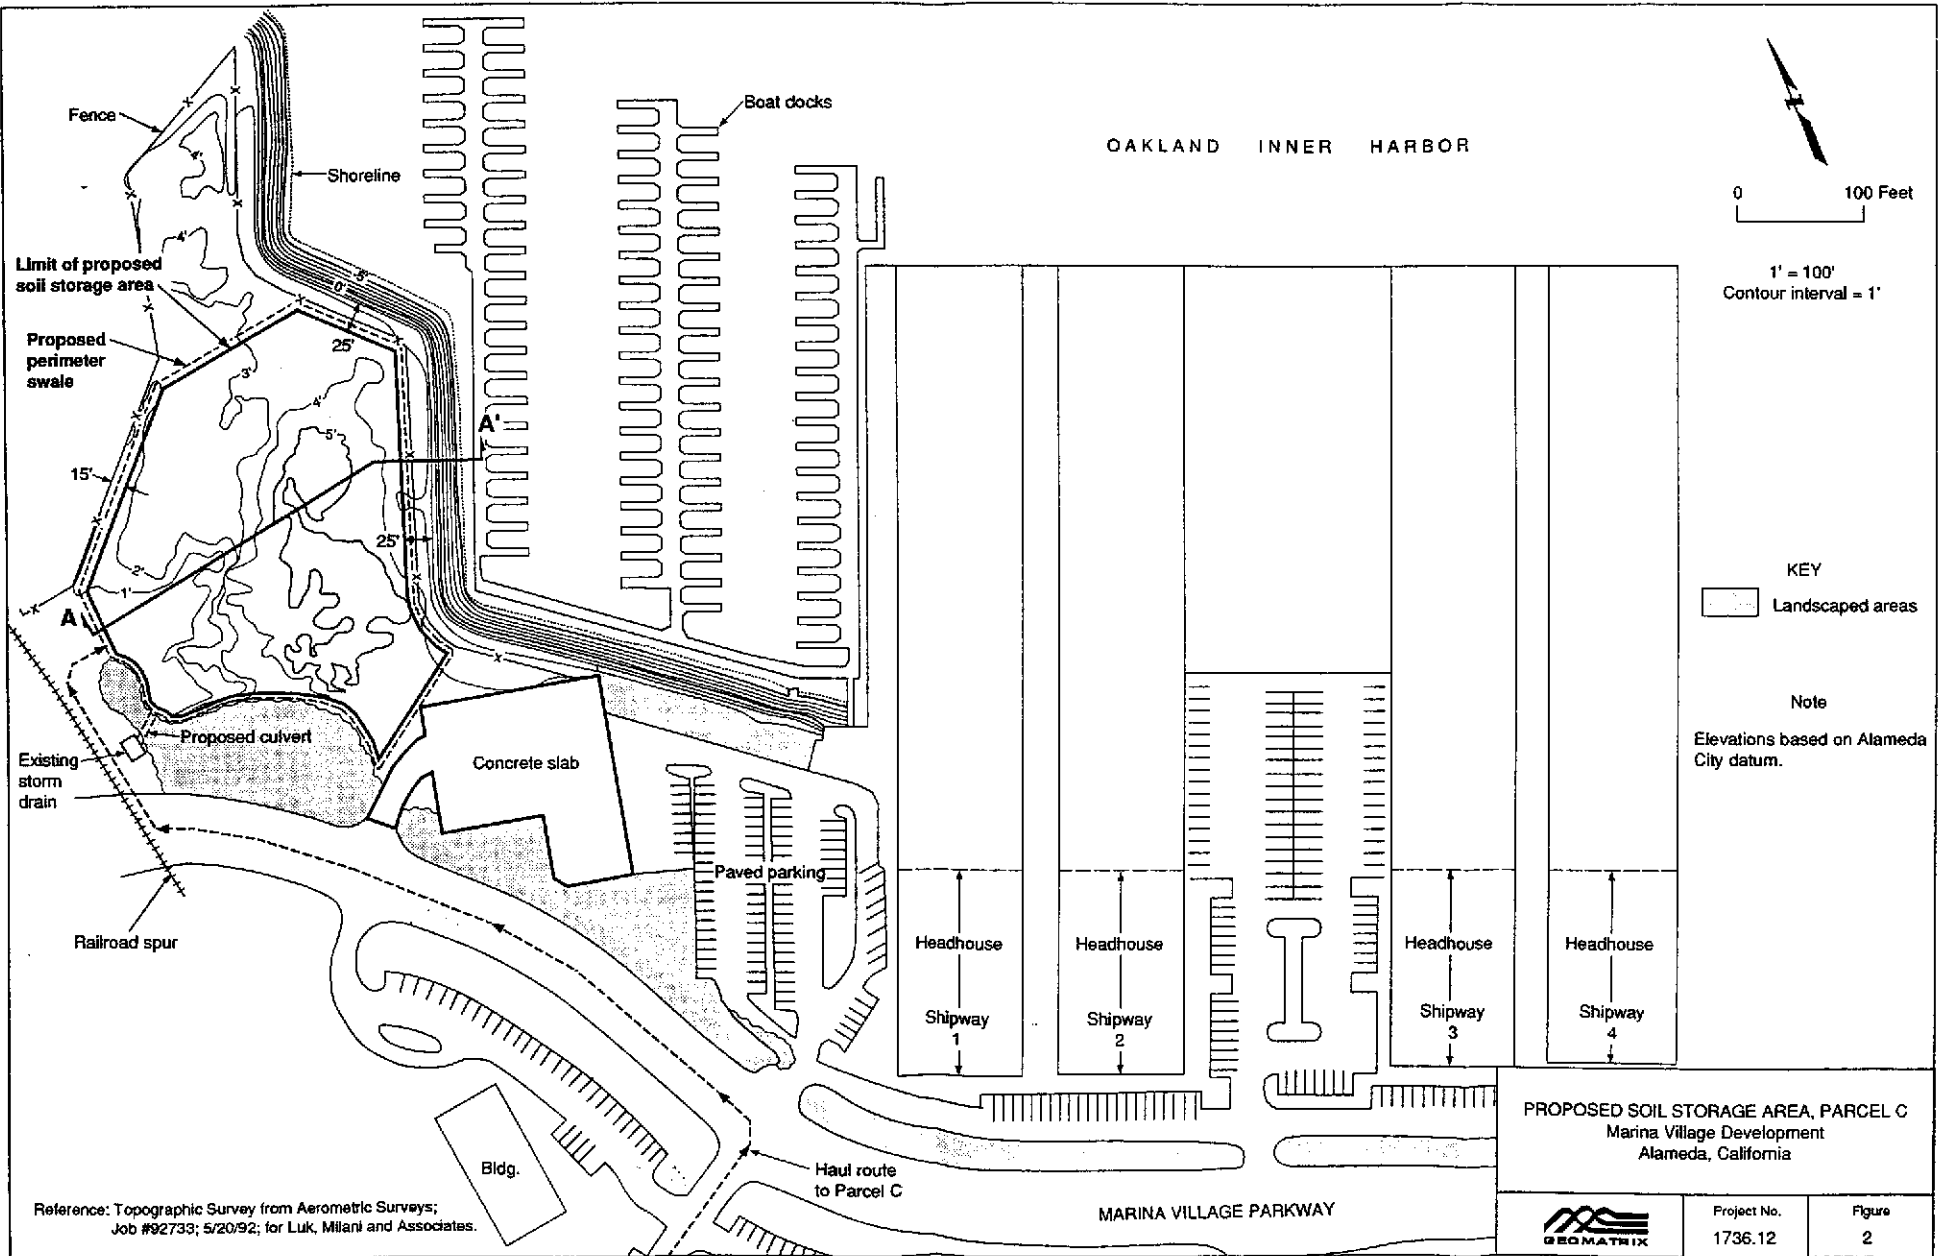 Fence
4'
Shoreline
Boat docks
OAKLAND INNER HARBOR
0 100 Feet
1' = 100'
Contour interval = 1'
4'
Limit of proposed
soil storage area
-5'
0'
Proposed
perimeter
swale
25'
3'
4'
5'
A'
15'
25'
2'
1'
A
KEY
Landscaped areas
Note
Elevations based on Alameda
City datum.
Proposed culvert
Existing
storm
drain
Concrete slab
Paved parking
Railroad spur
Headhouse
Shipway
1
Headhouse
Shipway
2
Headhouse
Shipway
3
Headhouse
Shipway
4
Bldg.
Haul route
to Parcel C
MARINA VILLAGE PARKWAY
Reference: Topographic Survey from Aerometric Surveys;
Job #92733; 5/20/92; for Luk, Milani and Associates.
PROPOSED SOIL STORAGE AREA, PARCEL C
Marina Village Development
Alameda, California
GEOMATRIX
Project No.
1736.12
Figure
2